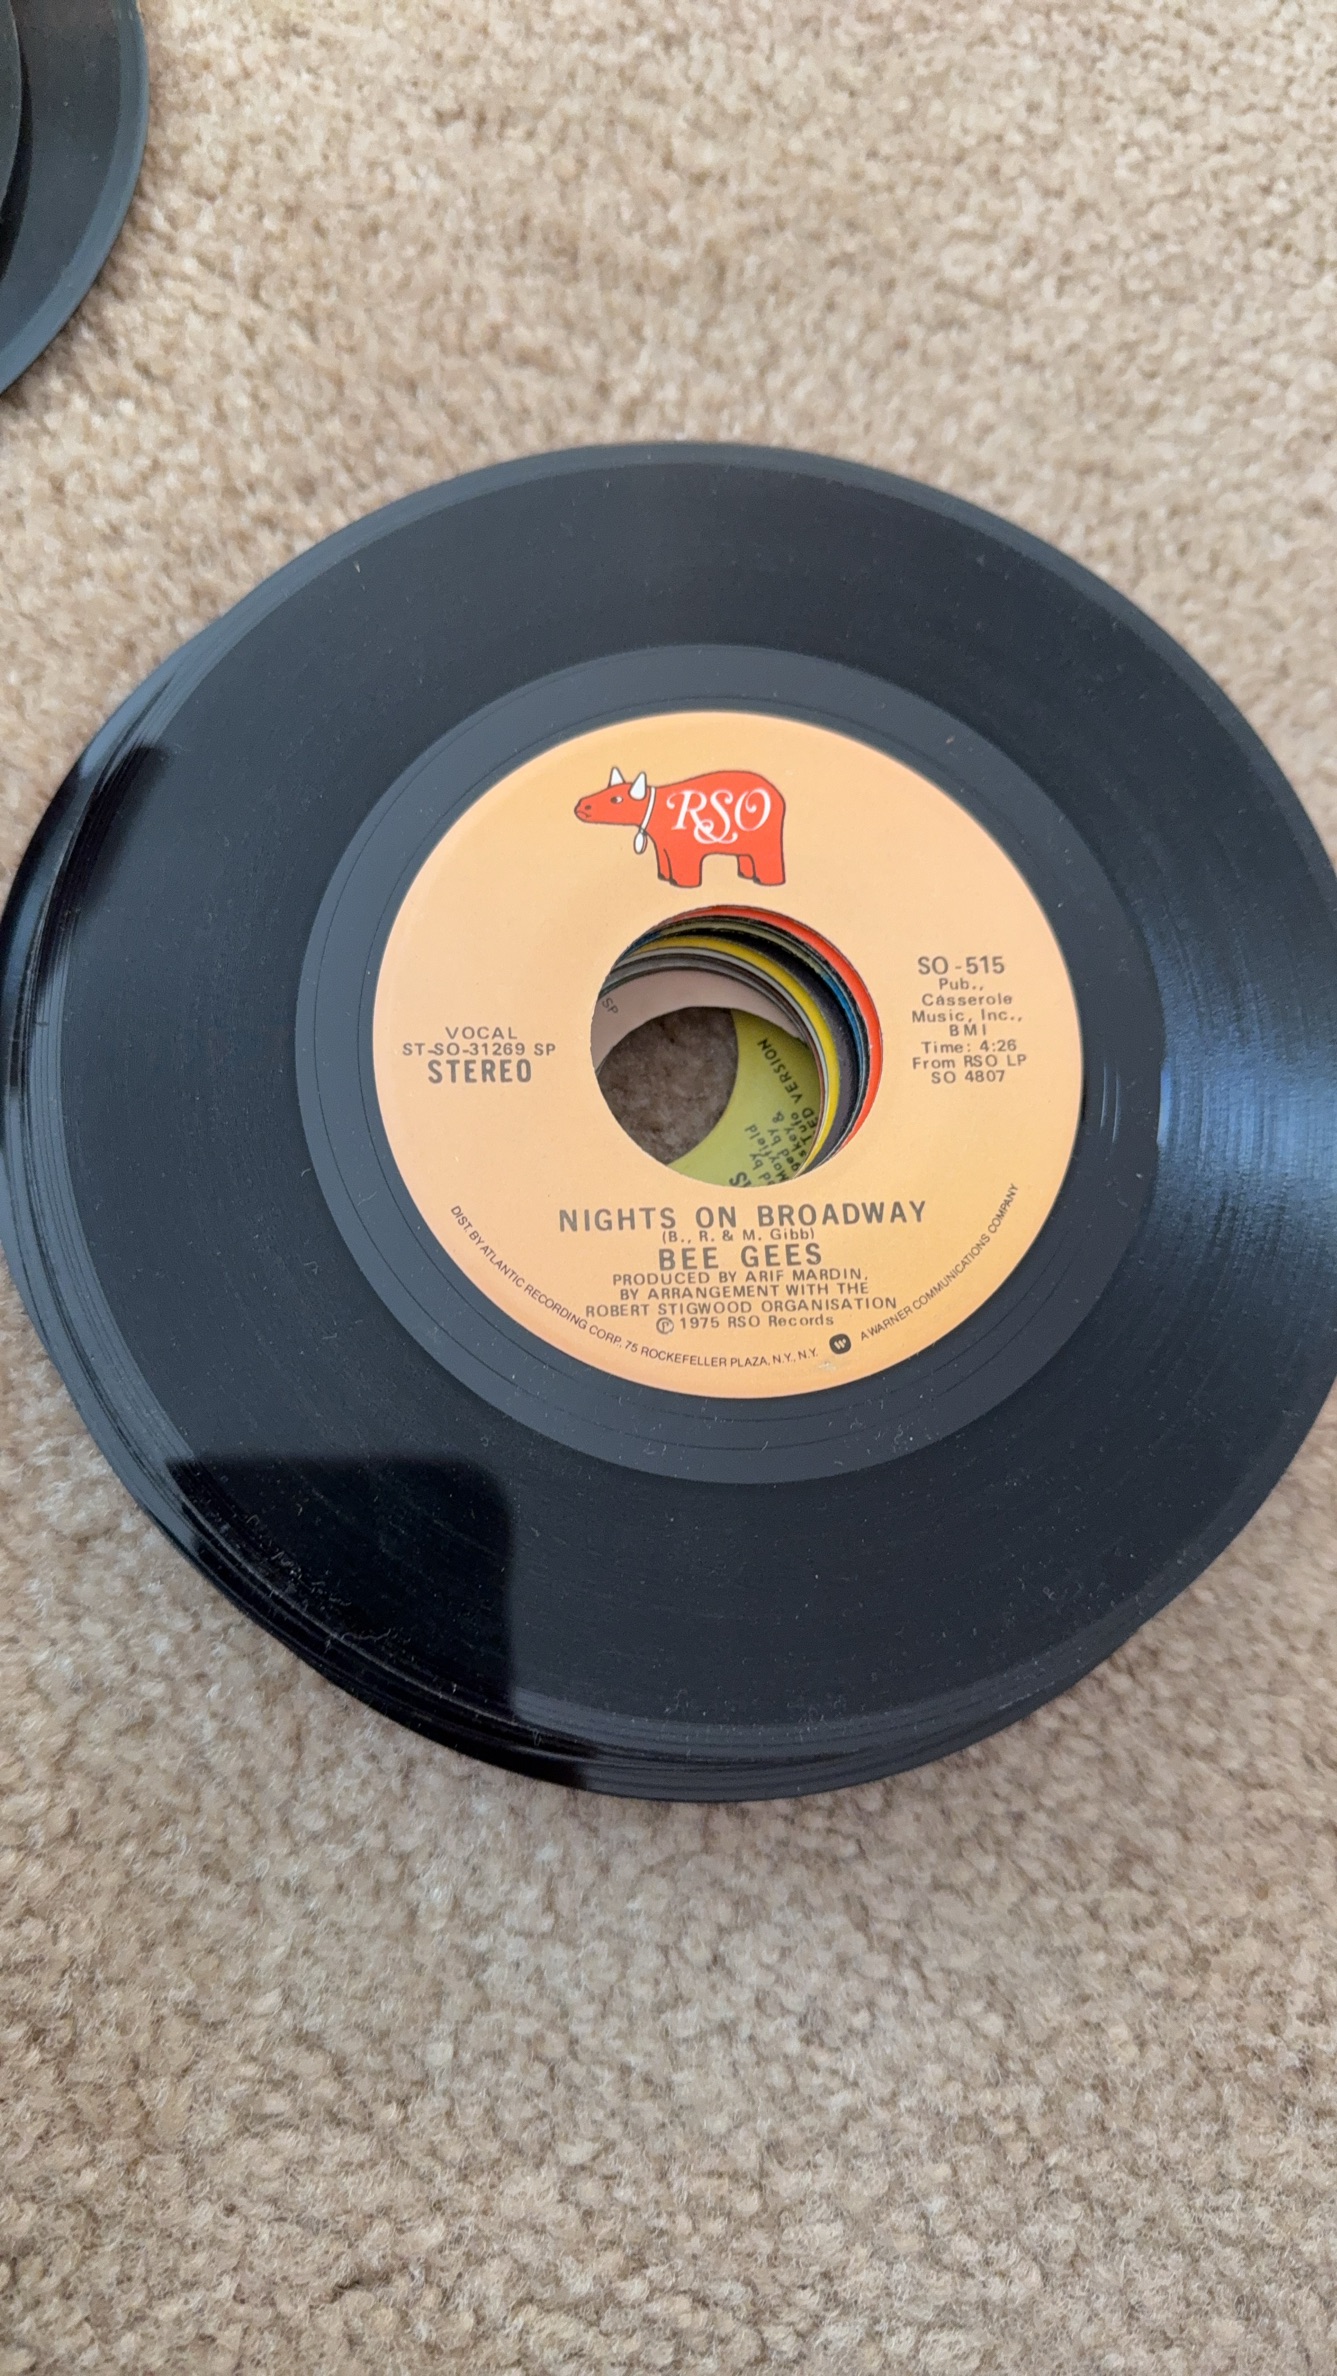 RSO
SO-515
Pub.,
Casserole
Music, Inc.,
BMI
Time: 4:26
From RSO LP
SO 4807
VOCAL
ST-SO-31269 SP
STEREO
SP
ED VERSION
NIGHTS ON BROADWAY
(B., R. & M. Gibb)
BEE GEES
PRODUCED BY ARIF MARDIN,
BY ARRANGEMENT WITH THE
ROBERT STIGWOOD ORGANISATION
Ⓟ 1975 RSO Records
DIST. BY ATLANTIC RECORDING CORP., 75 ROCKEFELLER PLAZA, N.Y., N.Y. W A WARNER COMMUNICATIONS COMPANY